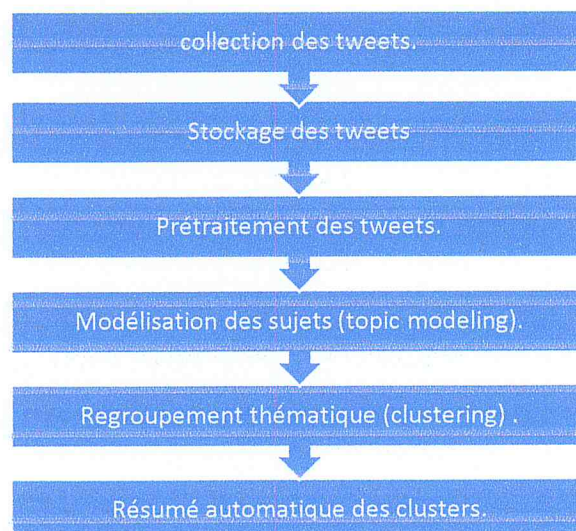 collection des tweets.
Stockage des tweets
Prétraitement des tweets.
Modélisation des sujets (topic modeling).
Regroupement thématique (clustering) .
Résumé automatique des clusters.